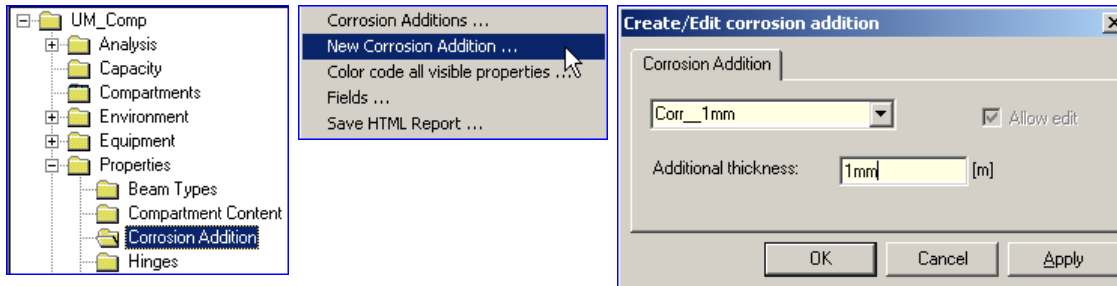 UM_Comp
Analysis
Capacity
Compartments
Environment
Equipment
Properties
Beam Types
Compartment Content
Corrosion Addition
Hinges
Corrosion Additions ...
New Corrosion Addition ...
Color code all visible properties ...
Fields ...
Save HTML Report ...
Create/Edit corrosion addition
Corrosion Addition
Corr__1mm
Allow edit
Additional thickness: 1mm [m]
OK Cancel Apply